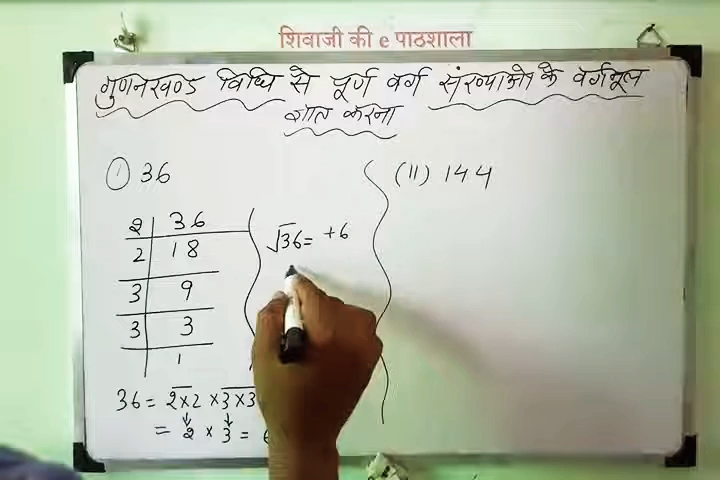 शिवाजी की e पाठशाला
गुणनखण्ड विधि से पूर्ण वर्ग संख्याओ के वर्गमूल
ज्ञात करना
① 36
2 | 36
2 | 18
3 | 9
3 | 3
| 1
36 = 2×2 × 3×3
= 2 × 3 =
√36 = +6
(II) 144